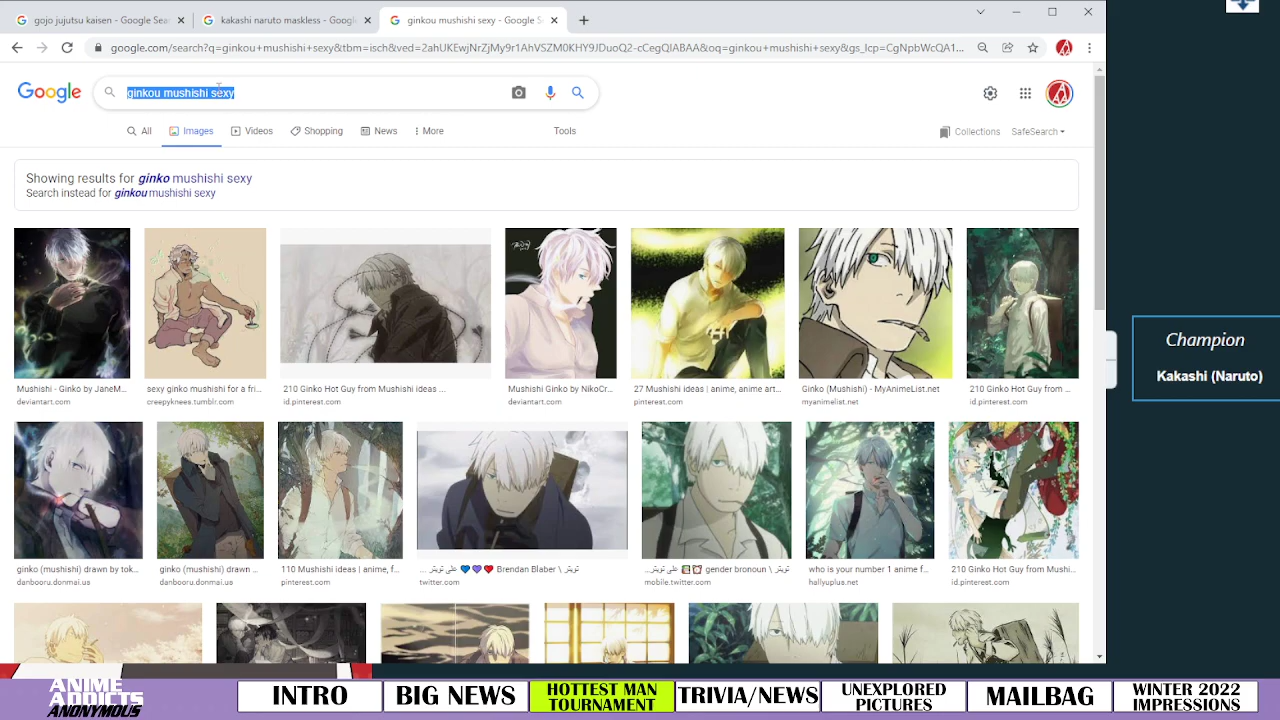 gojo jujutsu kaisen - Google Sea
kakashi naruto maskless - Google
ginkou mushishi sexy - Google S
google.com/search?q=ginkou+mushishi+sexy&tbm=isch&ved=2ahUKEwjNrZjMy9r1AhVSZM0KHY9JDuoQ2-cCegQIABAA&oq=ginkou+mushishi+sexy&gs_lcp=CgNpbWcQA1...
Google
ginkou mushishi sexy
All
Images
Videos
Shopping
News
More
Tools
Collections
SafeSearch
Showing results for ginko mushishi sexy
Search instead for ginkou mushishi sexy
Mushishi - Ginko by JaneM...
deviantart.com
sexy ginko mushishi for a fri...
creepyknees.tumblr.com
210 Ginko Hot Guy from Mushishi ideas ...
id.pinterest.com
Mushishi Ginko by NikoCr...
deviantart.com
27 Mushishi ideas | anime, anime art...
pinterest.com
Ginko (Mushishi) - MyAnimeList.net
myanimelist.net
210 Ginko Hot Guy from ...
id.pinterest.com
Champion
Kakashi (Naruto)
ginko (mushishi) drawn by tok...
danbooru.donmai.us
ginko (mushishi) drawn ...
danbooru.donmai.us
110 Mushishi ideas | anime, f...
pinterest.com
... على تويتر \ Brendan Blaber تويتر
twitter.com
...على تويتر gender bronoun \ تويتر
mobile.twitter.com
who is your number 1 anime f...
hallyuplus.net
210 Ginko Hot Guy from Mushi...
id.pinterest.com
ANIME
ADDICTS
ANONYMOUS
INTRO
BIG NEWS
HOTTEST MAN
TOURNAMENT
TRIVIA/NEWS
UNEXPLORED
PICTURES
MAILBAG
WINTER 2022
IMPRESSIONS